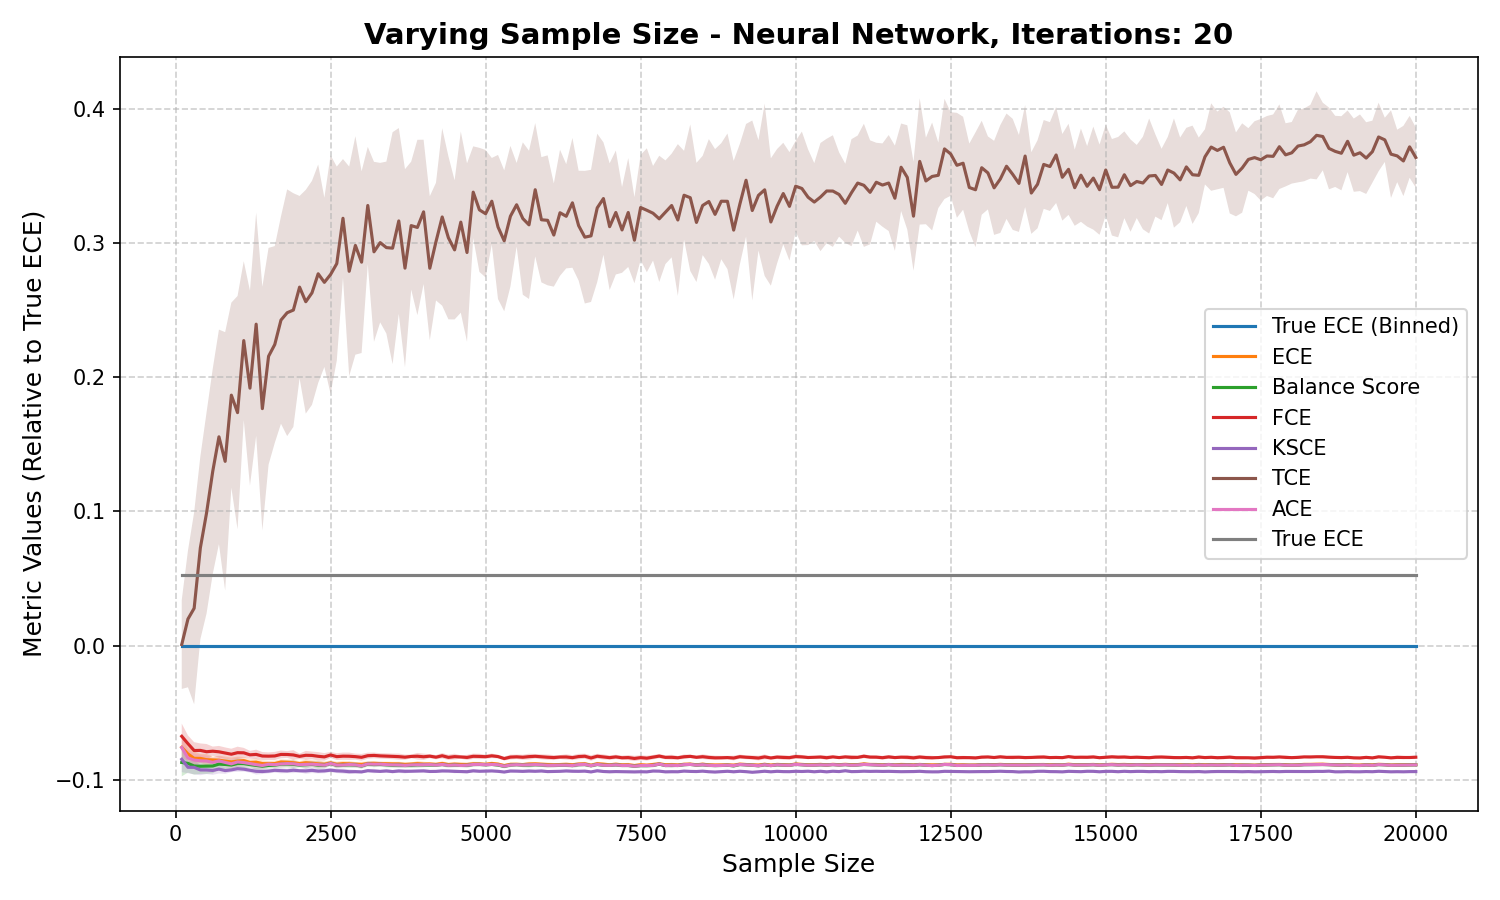 Varying Sample Size - Neural Network, Iterations: 20
Metric Values (Relative to True ECE)
0.4
0.3
0.2
0.1
0.0
−0.1
True ECE (Binned)
ECE
Balance Score
FCE
KSCE
TCE
ACE
True ECE
0 2500 5000 7500 10000 12500 15000 17500 20000
Sample Size